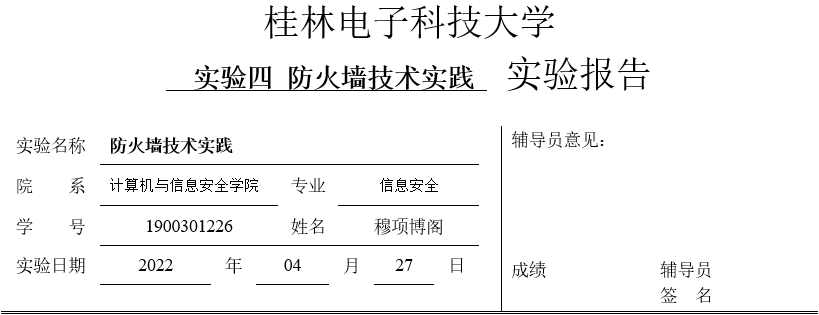 桂林电子科技大学
实验四 防火墙技术实践 实验报告
实验名称 防火墙技术实践
辅导员意见：
院 系 计算机与信息安全学院 专业 信息安全
学 号 1900301226 姓名 穆项博阁
实验日期 2022 年 04 月 27 日
成绩 辅导员
签 名